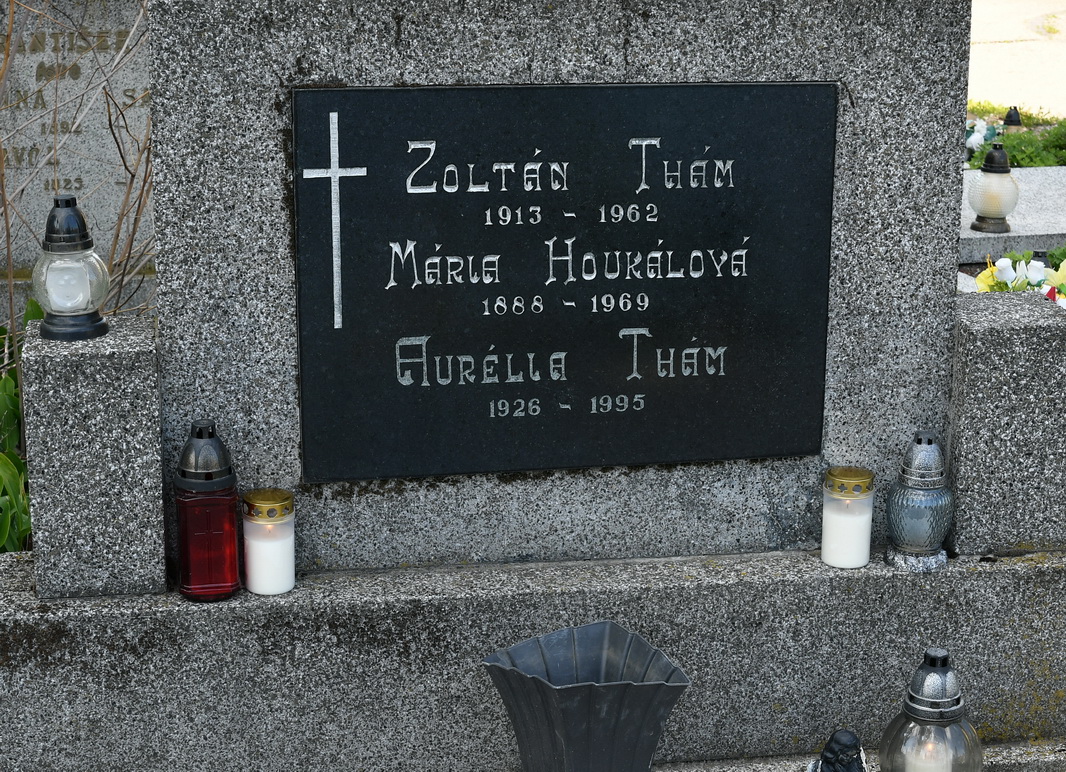 Zoltán Thám
1913 - 1962
Mária Houkálová
1888 - 1969
Aurélia Thám
1926 - 1995